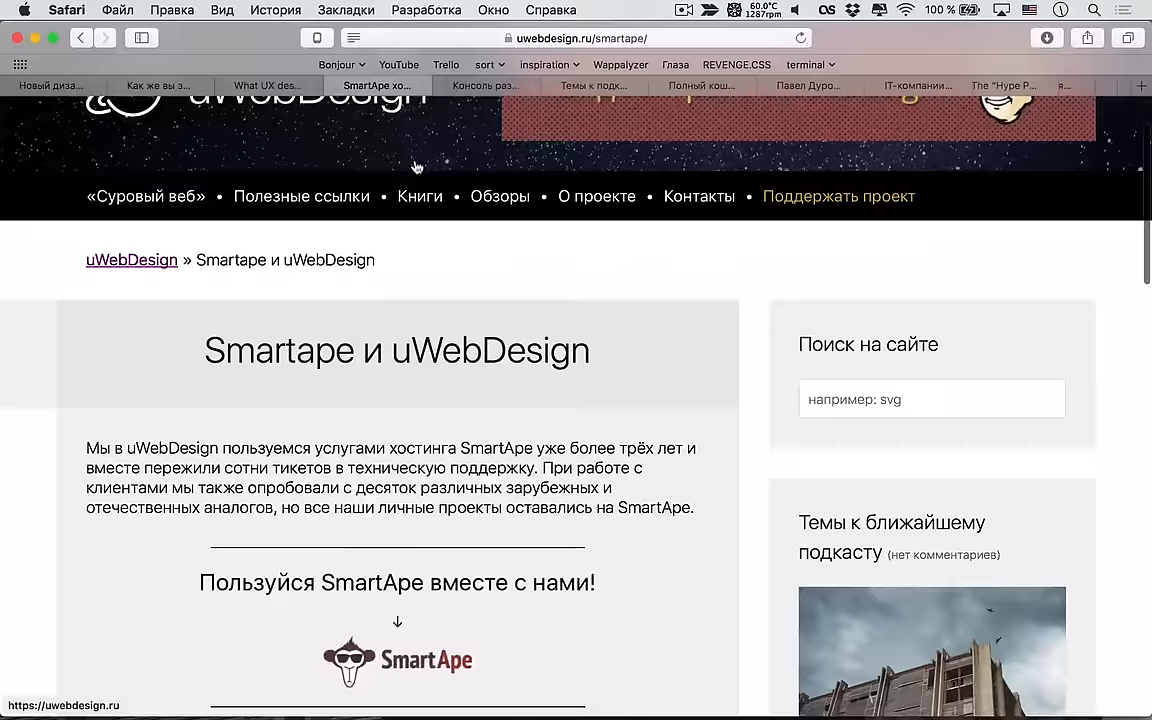 Safari Файл Правка Вид История Закладки Разработка Окно Справка
60.0°C
1287rpm
100 %
uwebdesign.ru/smartape/
Bonjour YouTube Trello sort inspiration Wappalyzer Глаза REVENGE.CSS terminal
Новый диза... Как же вы з... What UX des... SmartApe хо... Консоль раз... Темы к подк... Полный кош... Павел Дуро... IT-компании... The “Hype P... я...
uWebDesign
«Суровый веб» • Полезные ссылки • Книги • Обзоры • О проекте • Контакты • Поддержать проект
uWebDesign » Smartape и uWebDesign
Smartape и uWebDesign
Мы в uWebDesign пользуемся услугами хостинга SmartApe уже более трёх лет и
вместе пережили сотни тикетов в техническую поддержку. При работе с
клиентами мы также опробовали с десяток различных зарубежных и
отечественных аналогов, но все наши личные проекты оставались на SmartApe.
Пользуйся SmartApe вместе с нами!
↓
SmartApe
Поиск на сайте
например: svg
Темы к ближайшему
подкасту (нет комментариев)
https://uwebdesign.ru